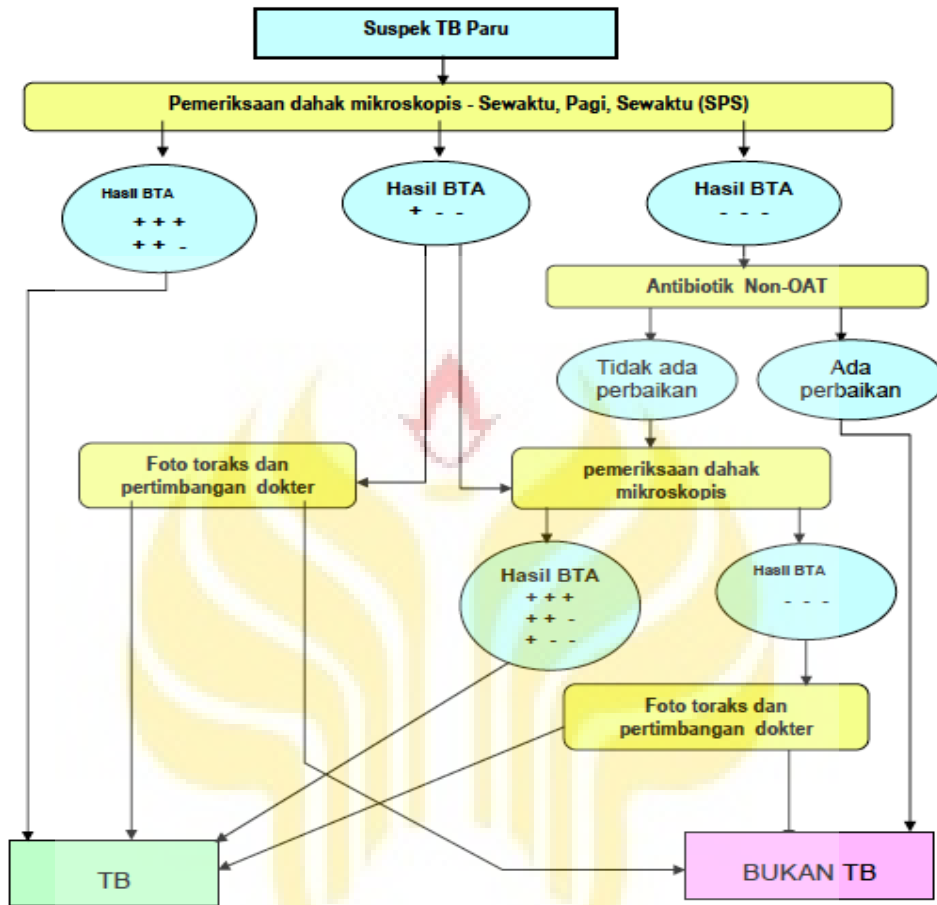 Suspek TB Paru
Pemeriksaan dahak mikroskopis - Sewaktu, Pagi, Sewaktu (SPS)
Hasil BTA
+ + +
+ + -
Hasil BTA
+ - -
Hasil BTA
- - -
Antibiotik Non-OAT
Tidak ada
perbaikan
Ada
perbaikan
Foto toraks dan
pertimbangan dokter
pemeriksaan dahak
mikroskopis
Hasil BTA
+ + +
+ + -
+ - -
Hasil BTA
- - -
Foto toraks dan
pertimbangan dokter
TB
BUKAN TB